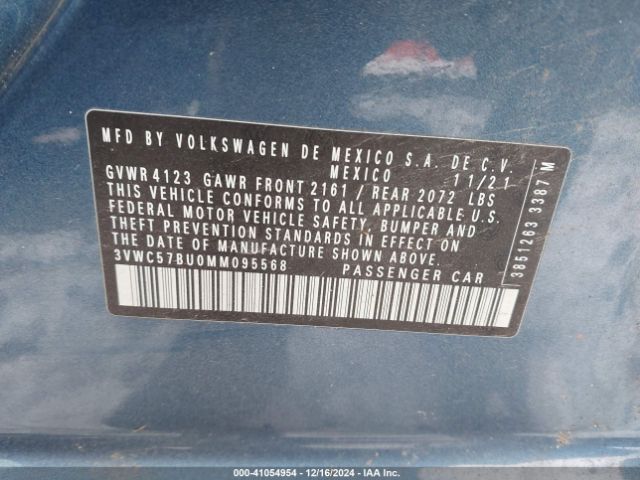 MFD BY VOLKSWAGEN DE MEXICO S.A. DE C.V
MEXICO 11/21
GVWR 4123 GAWR FRONT 2161 / REAR 2072 LBS
THIS VEHICLE CONFORMS TO ALL APPLICABLE U.S.
FEDERAL MOTOR VEHICLE SAFETY, BUMPER AND
THEFT PREVENTION STANDARDS IN EFFECT ON
THE DATE OF MANUFACTURE SHOWN ABOVE.
3VWC57BU0MM095568 PASSENGER CAR
3851263 3387 M
000-41054954 | 12/16/2024 | IAA Inc.